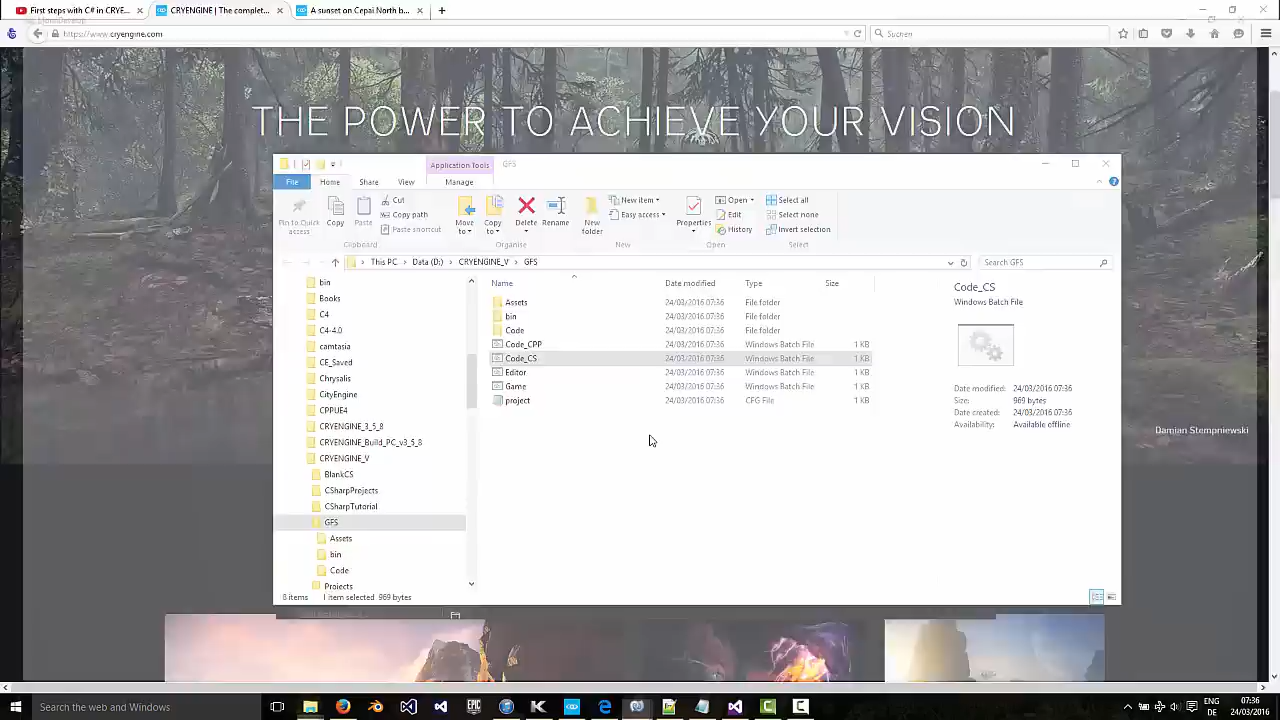 First steps with C# in CRYE...
CRYENGINE | The complet...
A sunset on Cepai North b...
https://www.cryengine.com
Suchen
THE POWER TO ACHIEVE YOUR VISION
Application Tools
GFS
File
Home
Share
View
Manage
Pin to Quick access
Copy
Paste
Cut
Copy path
Paste shortcut
Move to
Copy to
Delete
Rename
New folder
New item
Easy access
Properties
Open
Edit
History
Select all
Select none
Invert selection
Clipboard
Organise
New
Open
Select
This PC > Data (D:) > CRYENGINE_V > GFS
Search GFS
bin
Books
C4
C4-4.0
camtasia
CE_Saved
Chrysalis
CityEngine
CPPUE4
CRYENGINE_3_5_8
CRYENGINE_Build_PC_v3_5_8
CRYENGINE_V
BlankCS
CSharpPrejects
CSharpTutorial
GFS
Assets
bin
Code
Projects
Name Date modified Type Size
Assets 24/03/2016 07:36 File folder
bin 24/03/2016 07:36 File folder
Code 24/03/2016 07:36 File folder
Code_CPP 24/03/2016 07:36 Windows Batch File 1 KB
Code_CS 24/03/2016 07:36 Windows Batch File 1 KB
Editor 24/03/2016 07:36 Windows Batch File 1 KB
Game 24/03/2016 07:36 Windows Batch File 1 KB
project 24/03/2016 07:36 CFG File 1 KB
Code_CS
Windows Batch File
Date modified: 24/03/2016 07:36
Size: 969 bytes
Date created: 24/03/2016 07:36
Availability: Available offline
Damian Stempniewski
8 items 1 item selected 969 bytes
Search the web and Windows
EPIC
ENG
DE
07:36
24/03/2016